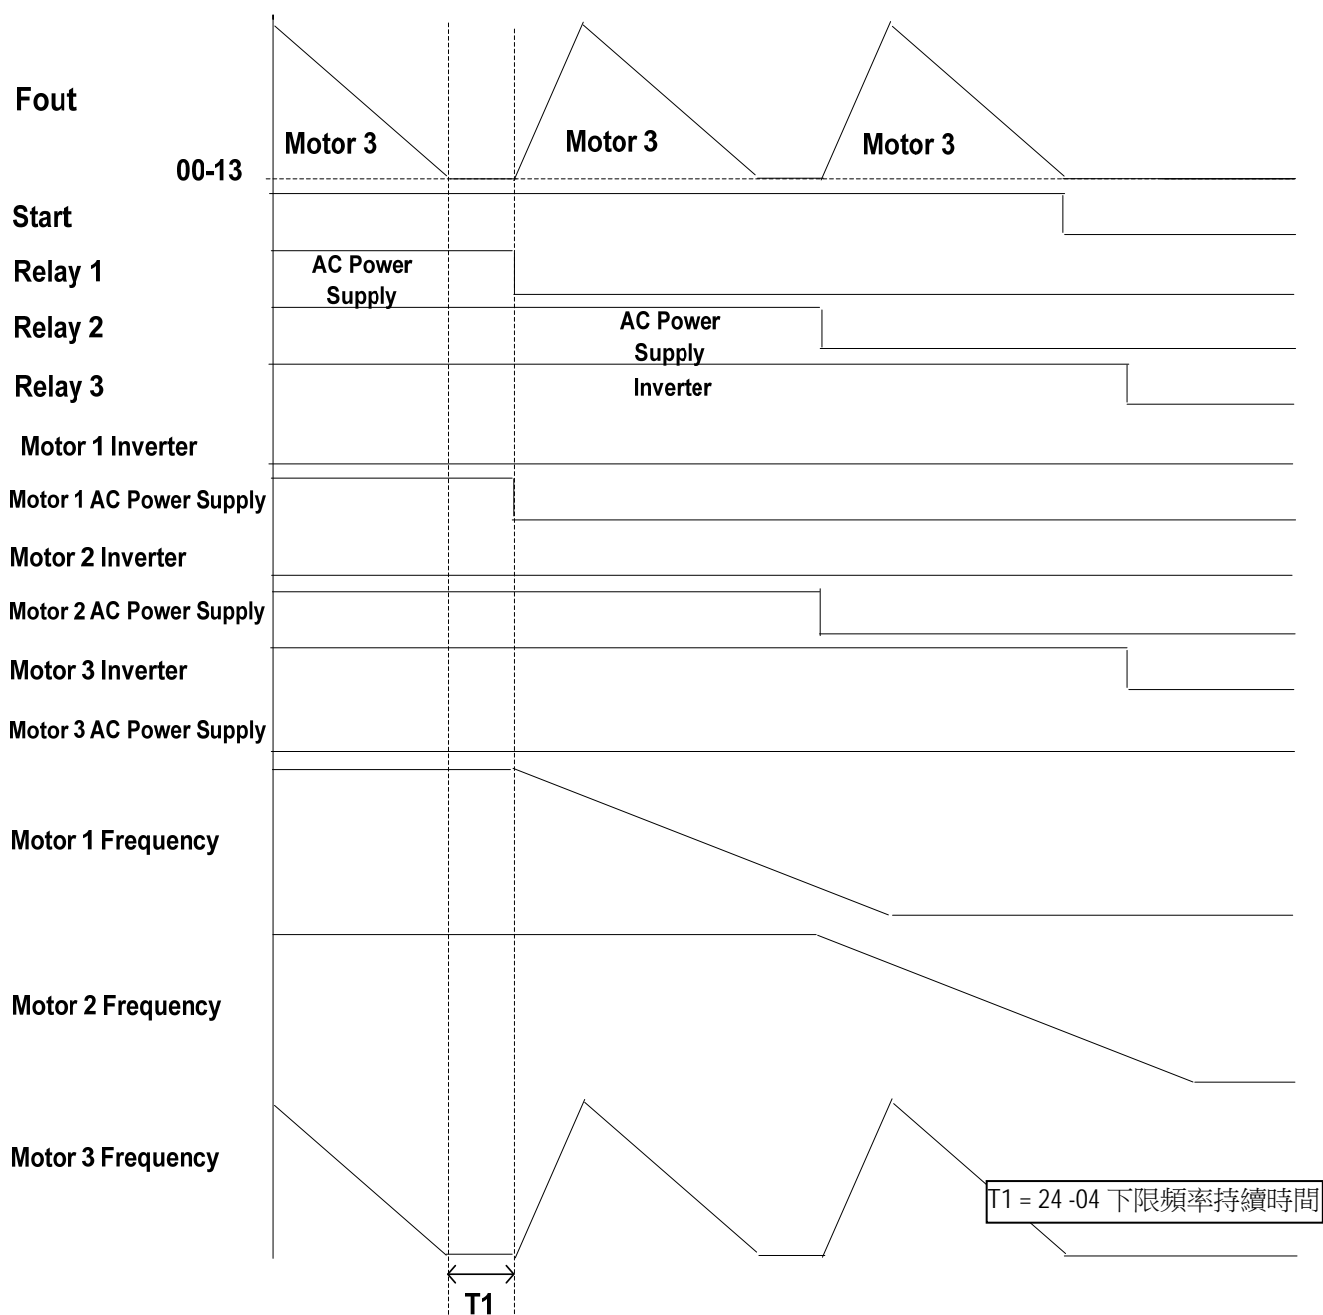 Fout
Motor 3
Motor 3
Motor 3
00-13
Start
Relay 1
AC Power
Supply
Relay 2
AC Power
Supply
Relay 3
Inverter
Motor 1 Inverter
Motor 1 AC Power Supply
Motor 2 Inverter
Motor 2 AC Power Supply
Motor 3 Inverter
Motor 3 AC Power Supply
Motor 1 Frequency
Motor 2 Frequency
Motor 3 Frequency
T1 = 24 -04 下限頻率持續時間
T1